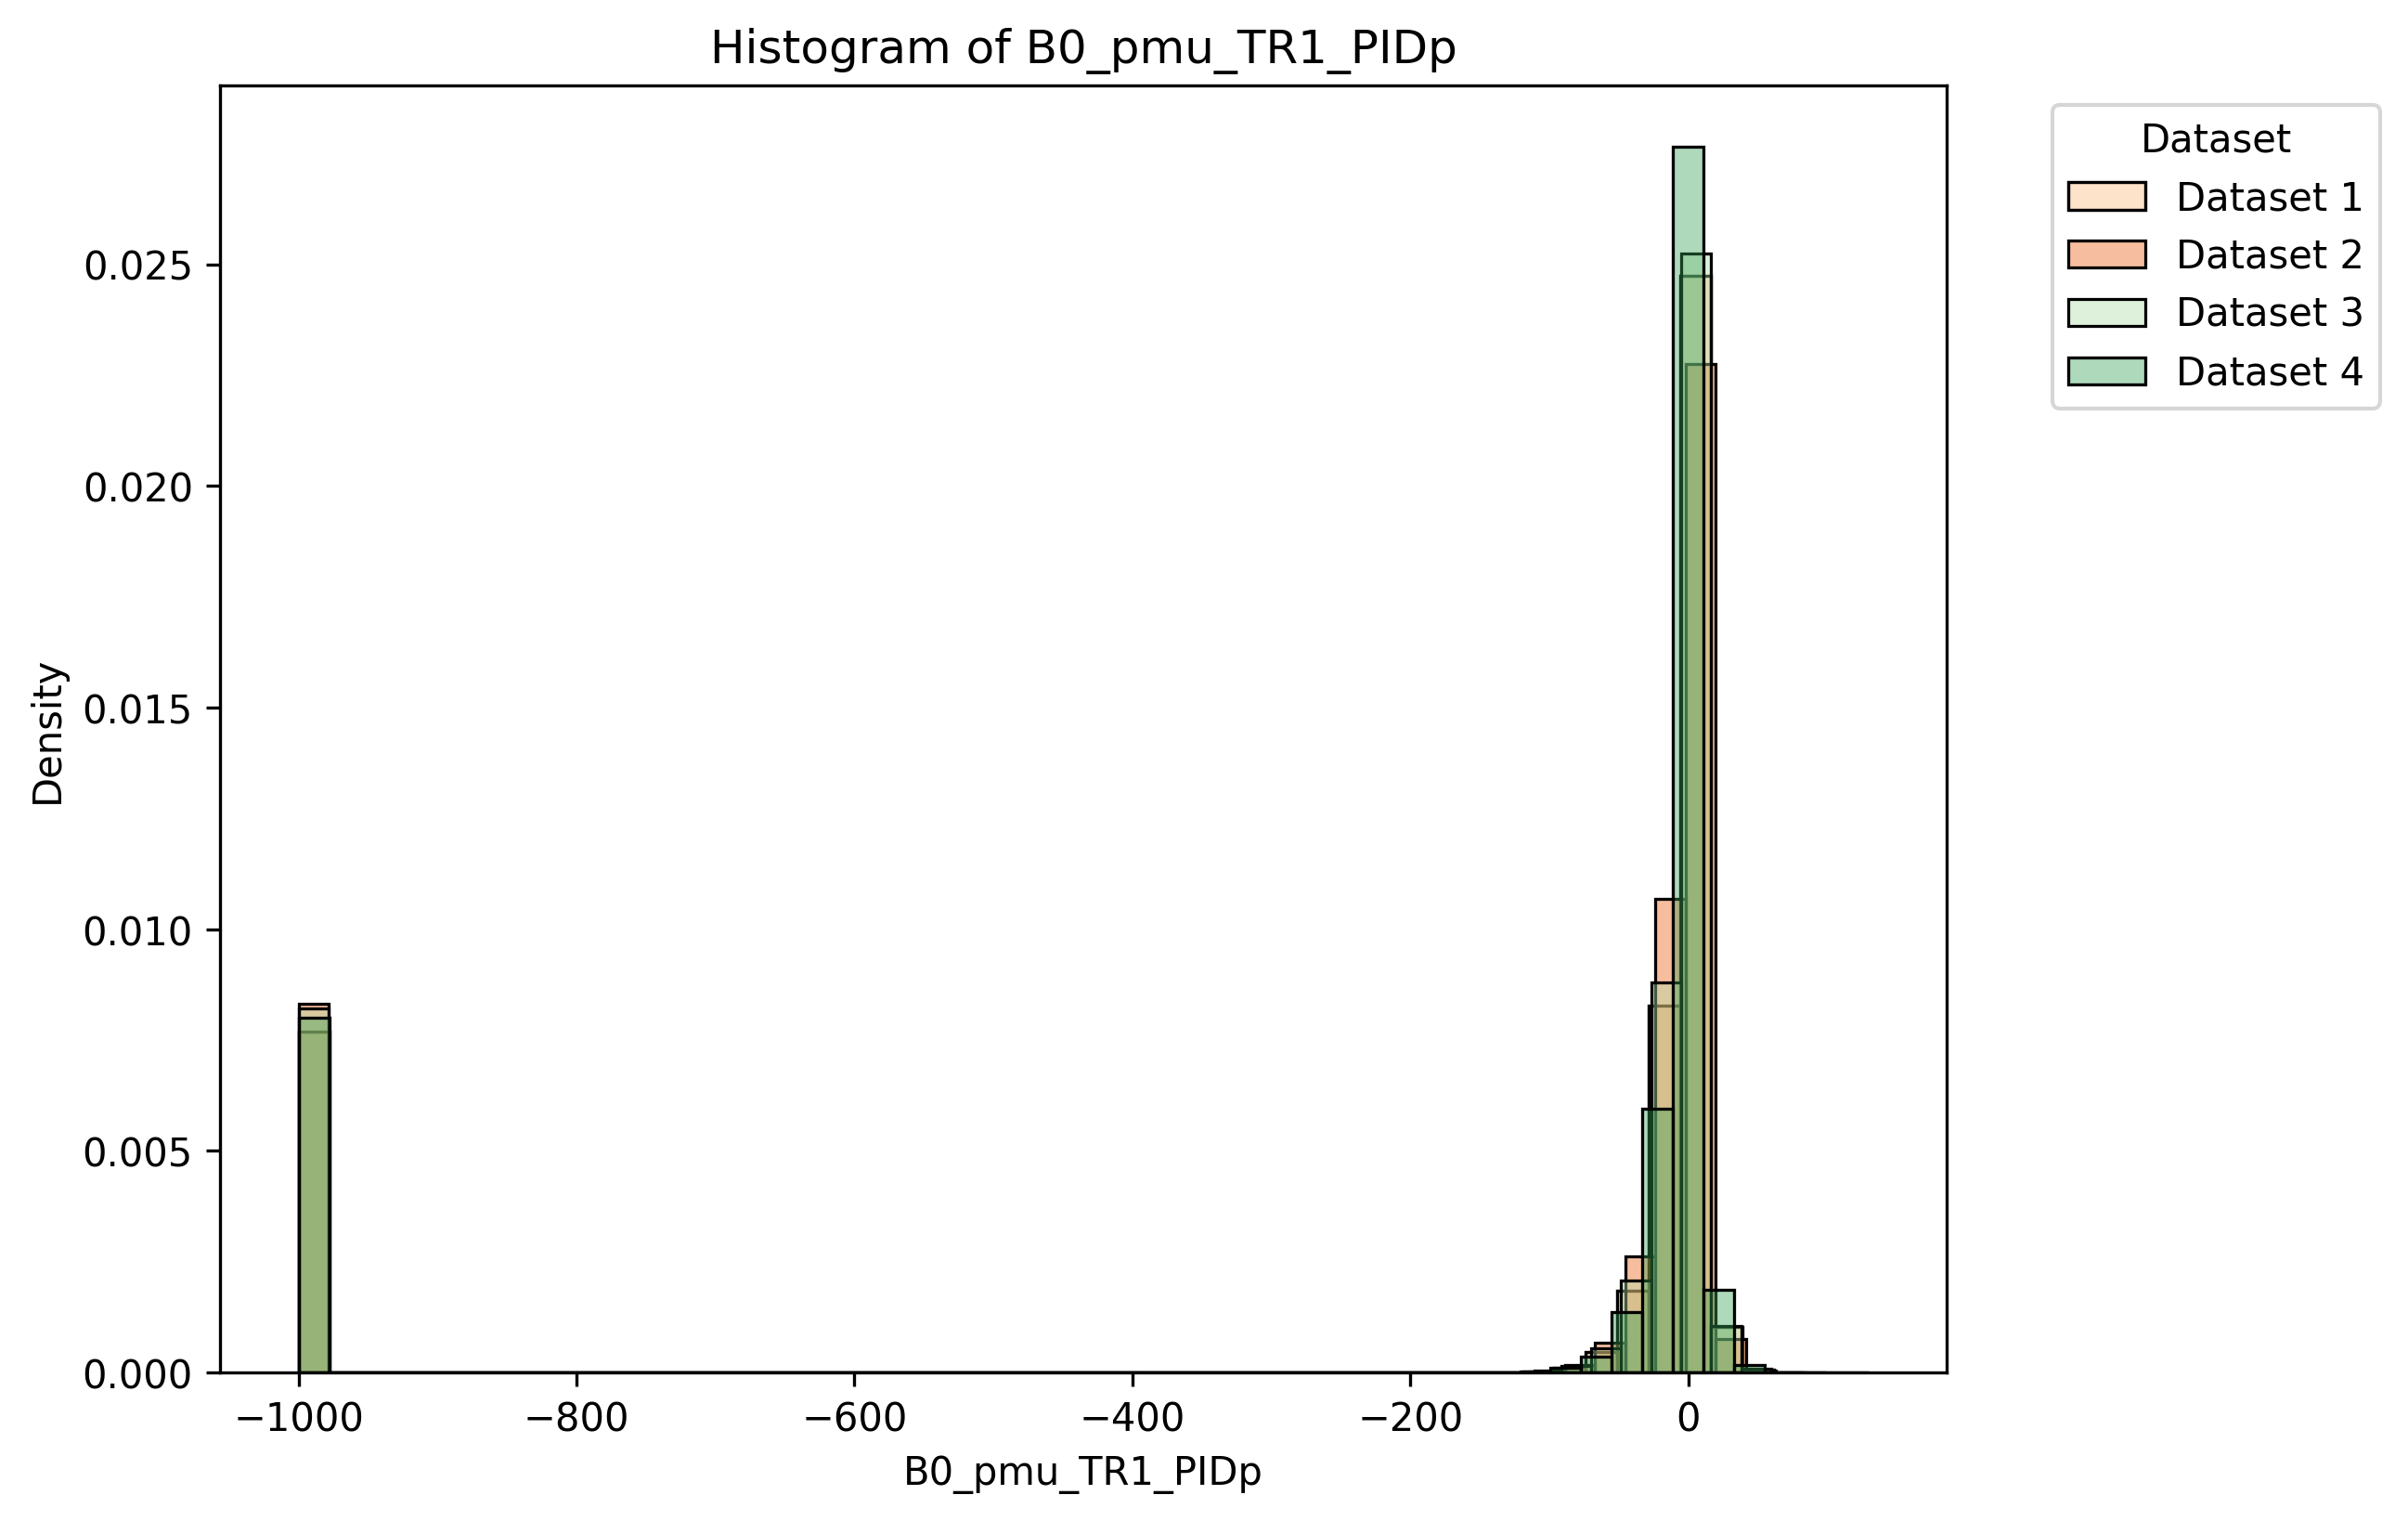 Histogram of B0_pmu_TR1_PIDp
Dataset
Dataset 1
Dataset 2
Dataset 3
Dataset 4
0.025
0.020
0.015
0.010
0.005
0.000
Density
−1000 −800 −600 −400 −200 0
B0_pmu_TR1_PIDp